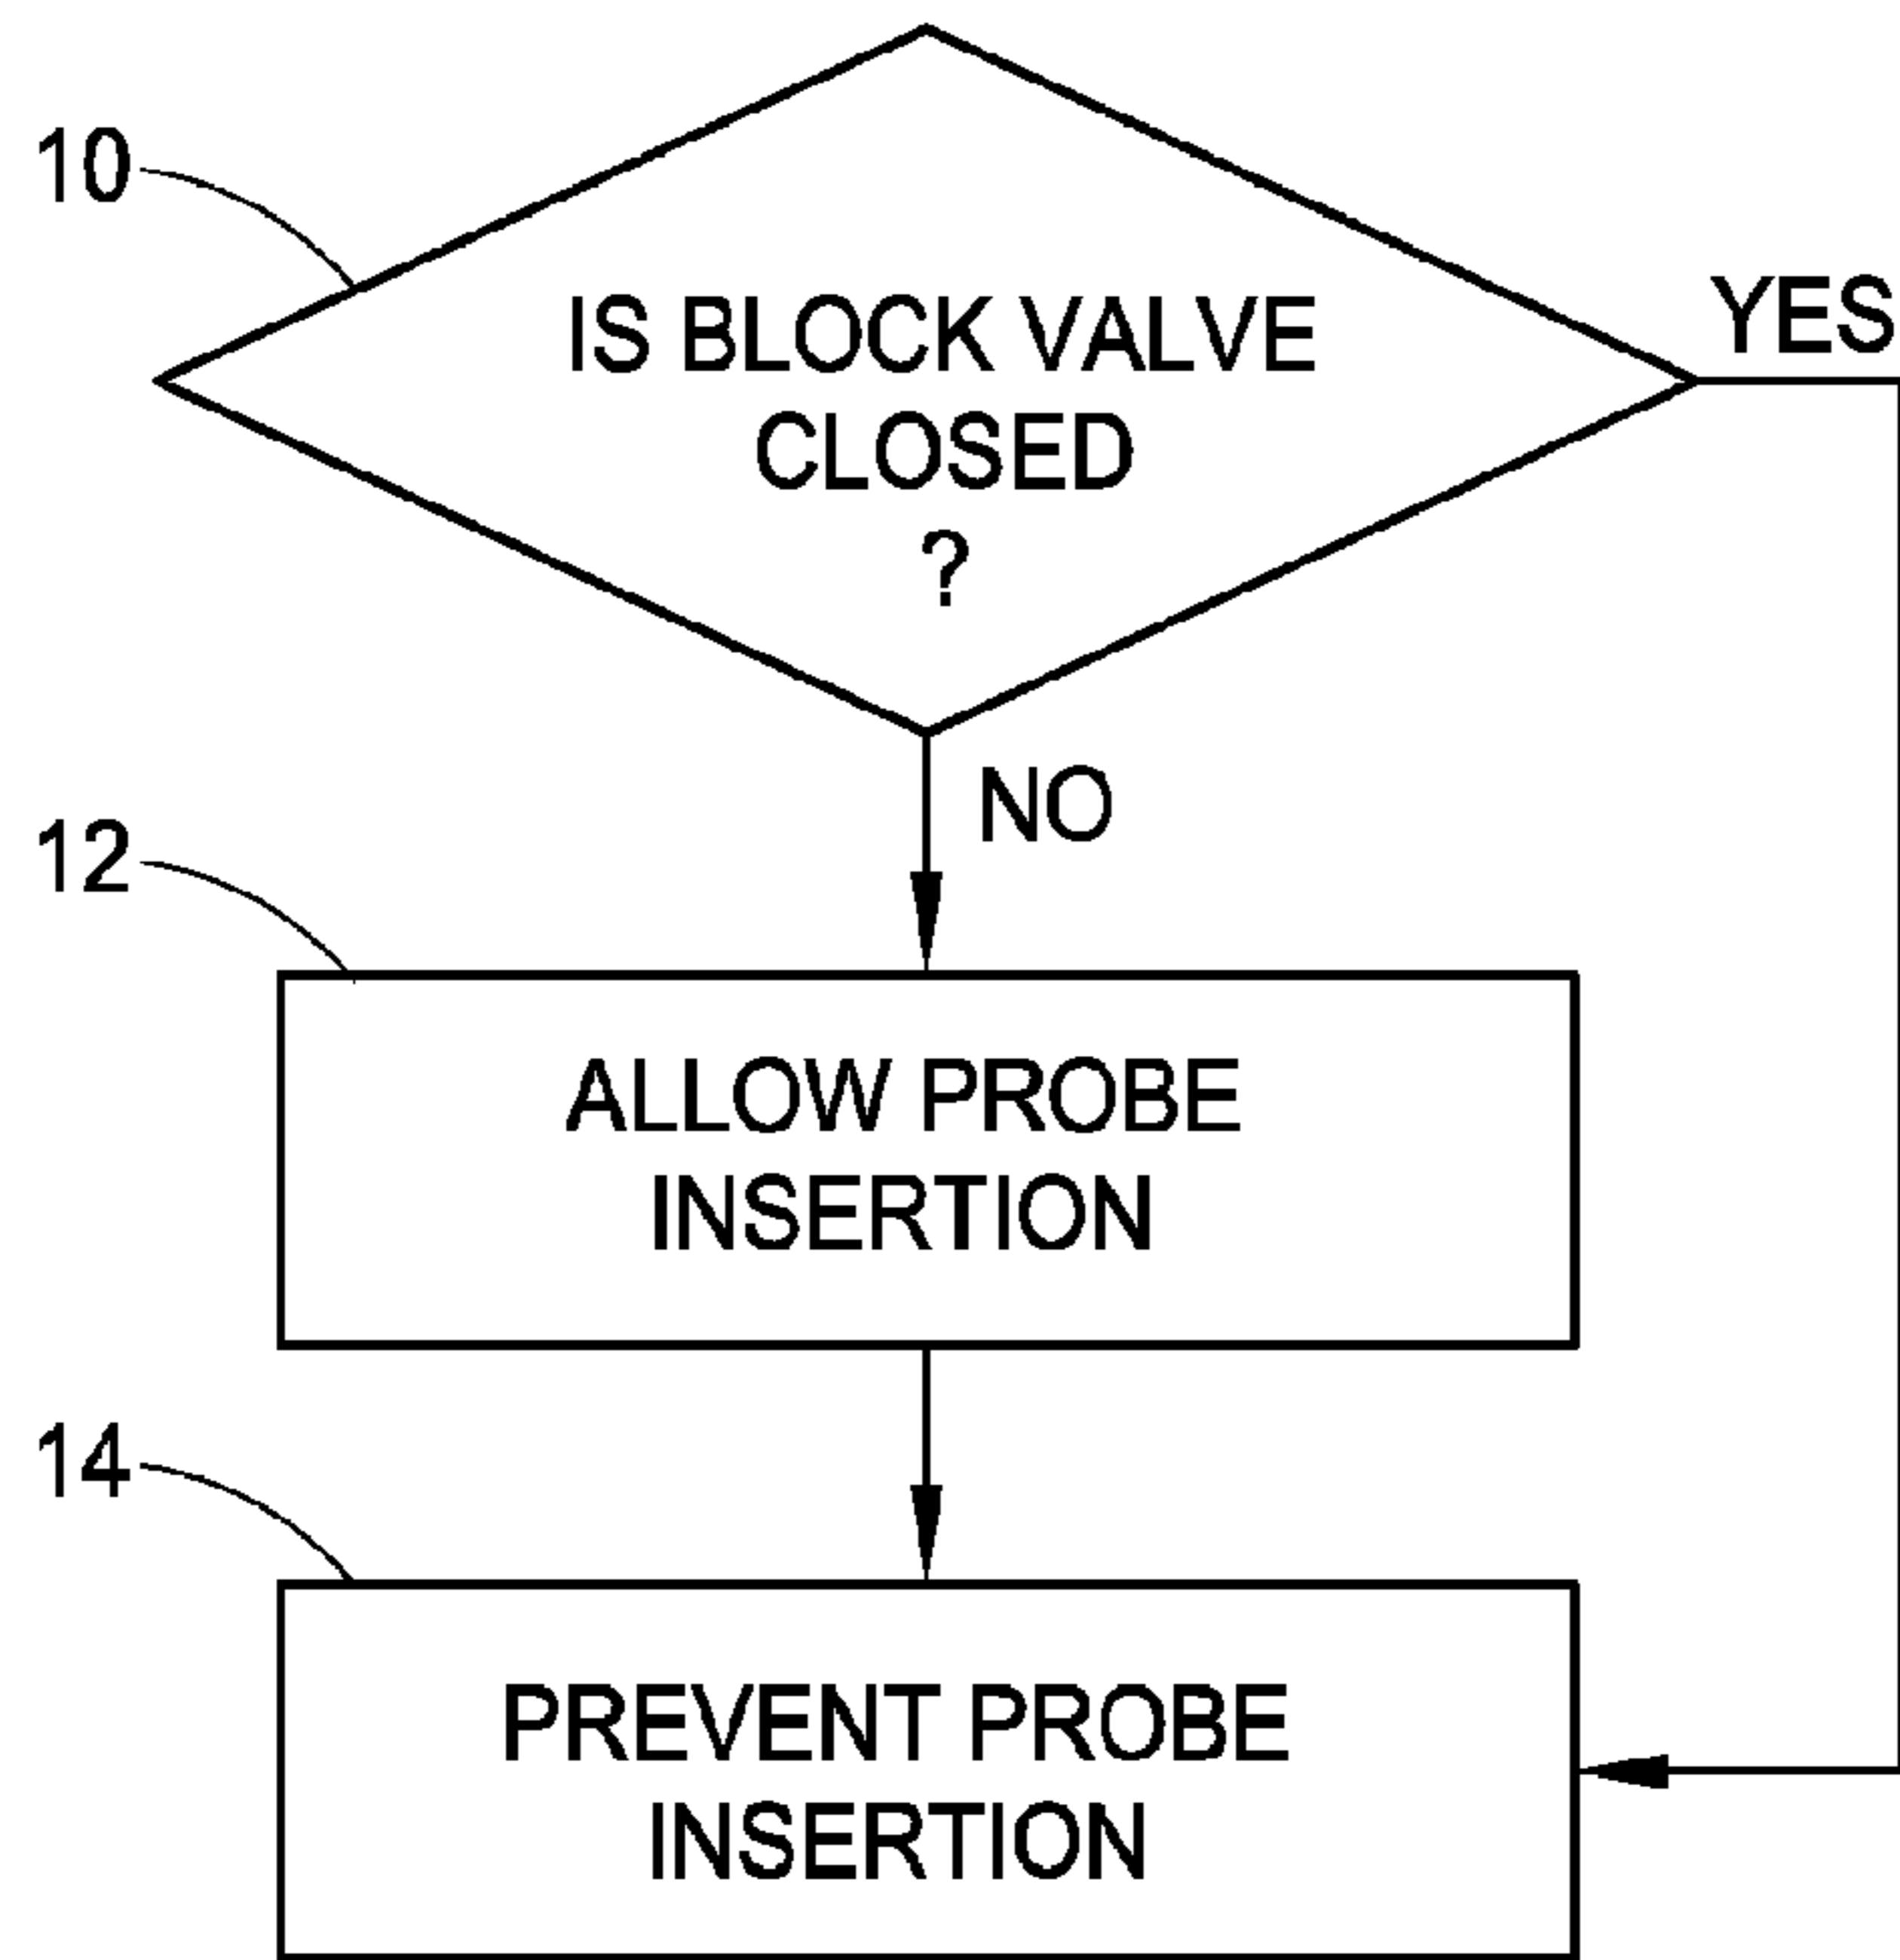 10
IS BLOCK VALVE
CLOSED
?
YES
NO
12
ALLOW PROBE
INSERTION
14
PREVENT PROBE
INSERTION